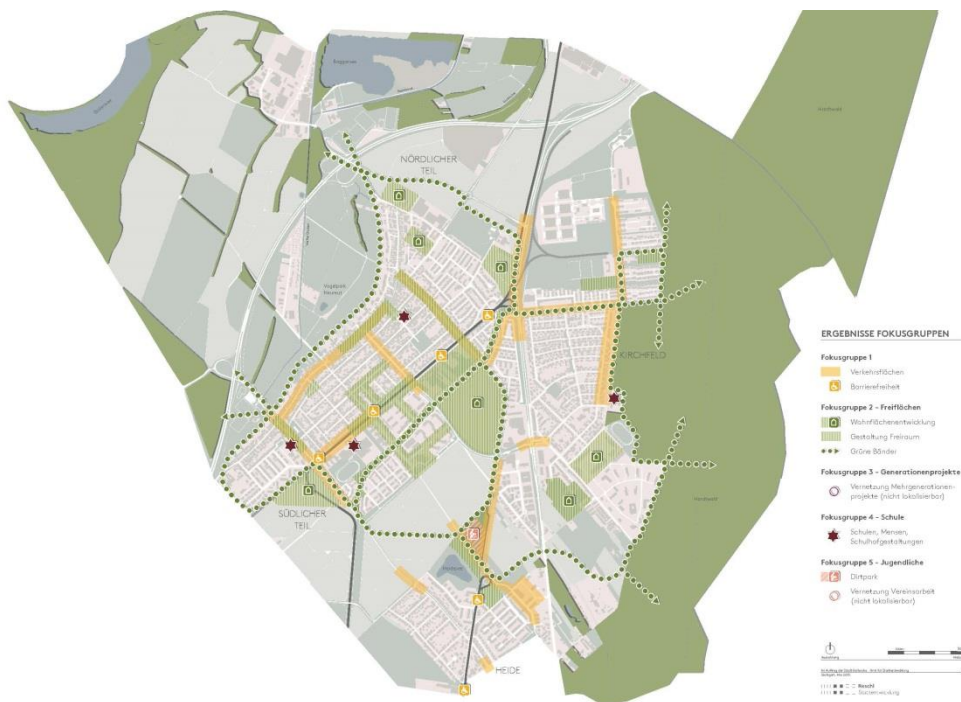 NÖRDLICHER
TEIL
KIRCHFELD
SÜDLICHER
TEIL
HEIDE
ERGEBNISSE FOKUSGRUPPEN
Fokusgruppe 1
Verkehrsflächen
Barrierefreiheit
Fokusgruppe 2 - Freiflächen
Wohnflächenentwicklung
Gestaltung Freiraum
Grüne Bänder
Fokusgruppe 3 - Generationenprojekte
Vernetzung Mehrgenerationen-
projekte (nicht lokalisierbar)
Fokusgruppe 4 - Schule
Schulen, Mensen,
Schulhofgestaltungen
Fokusgruppe 5 - Jugendliche
Dirtpark
Vernetzung Vereinsarbeit
(nicht lokalisierbar)